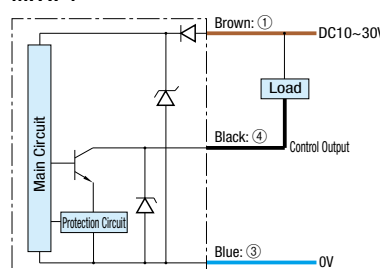 Brown: ①
DC10~30V
Load
Main Circuit
Black: ④
Control Output
Protection Circuit
Blue: ③
0V